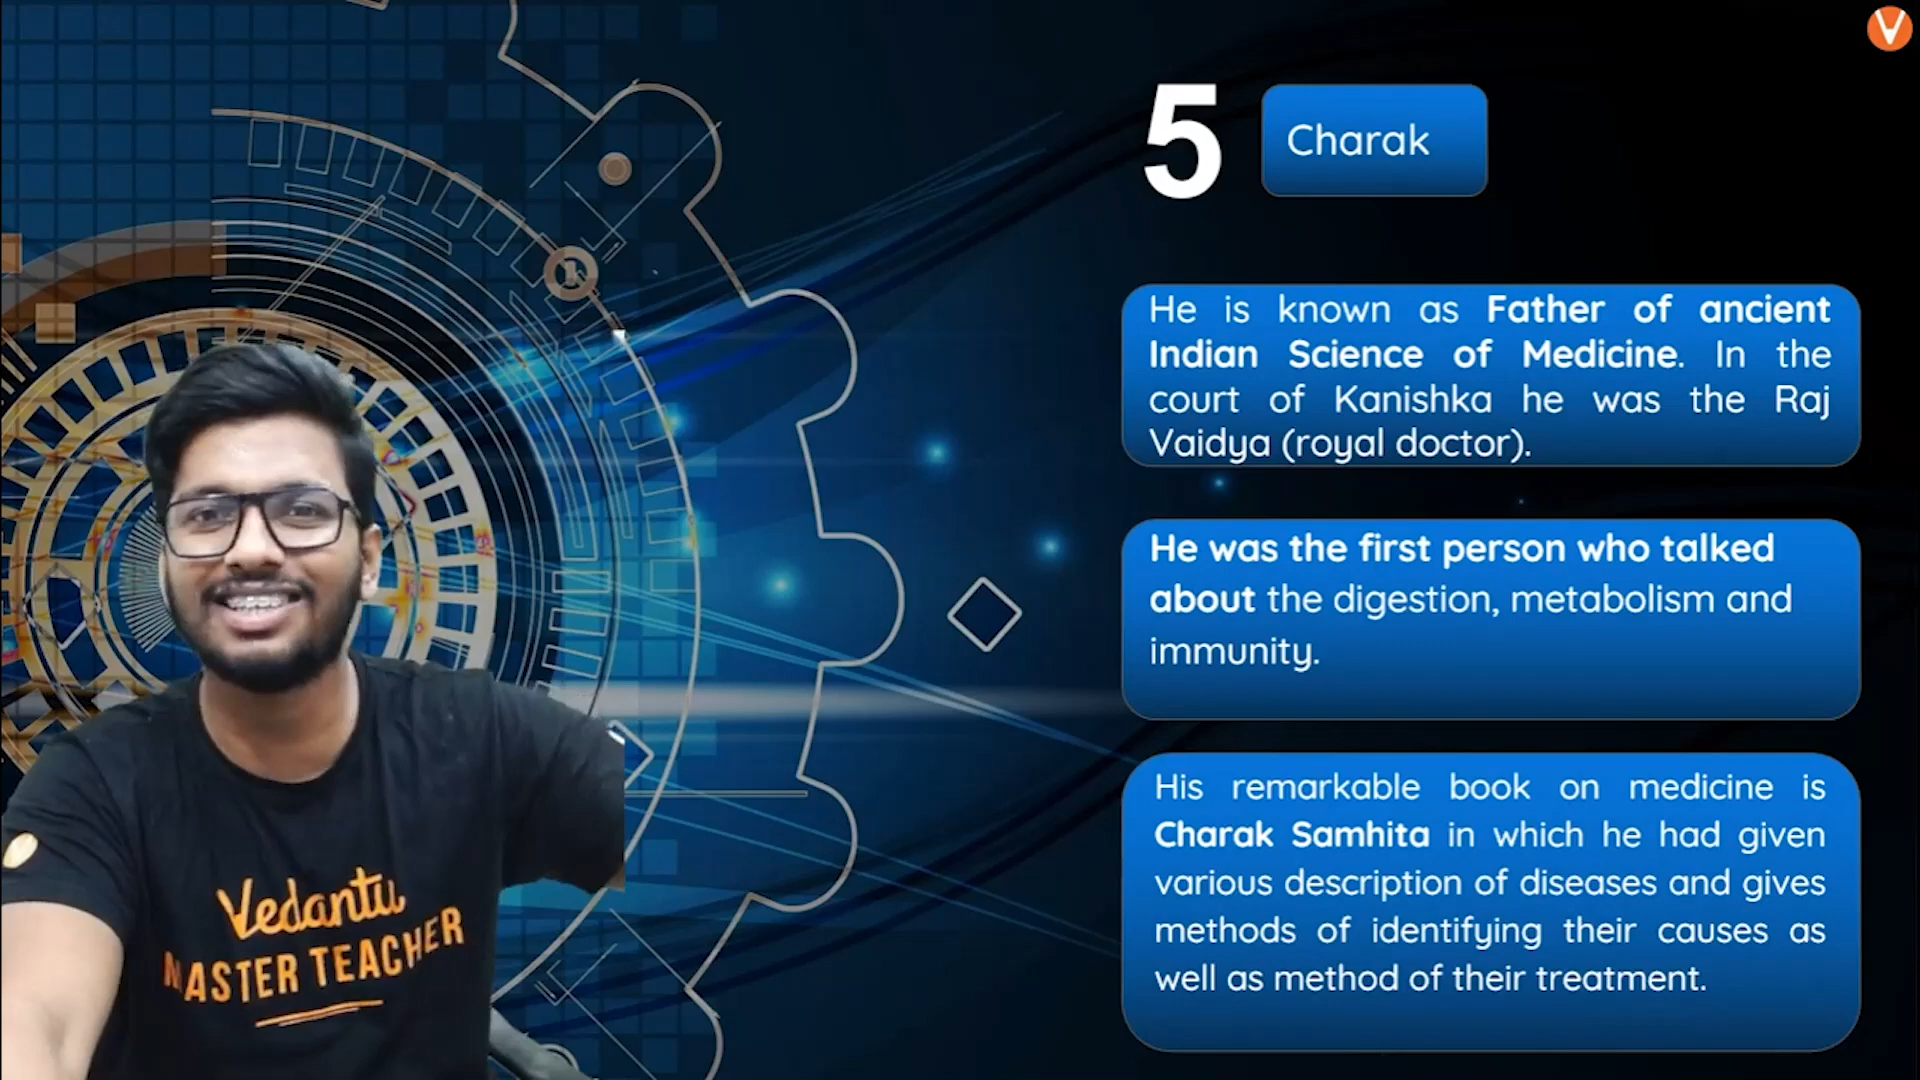 5
Charak
He is known as Father of ancient
Indian Science of Medicine. In the
court of Kanishka he was the Raj
Vaidya (royal doctor).
He was the first person who talked
about the digestion, metabolism and
immunity.
His remarkable book on medicine is
Charak Samhita in which he had given
various description of diseases and gives
methods of identifying their causes as
well as method of their treatment.
Vedantu
MASTER TEACHER